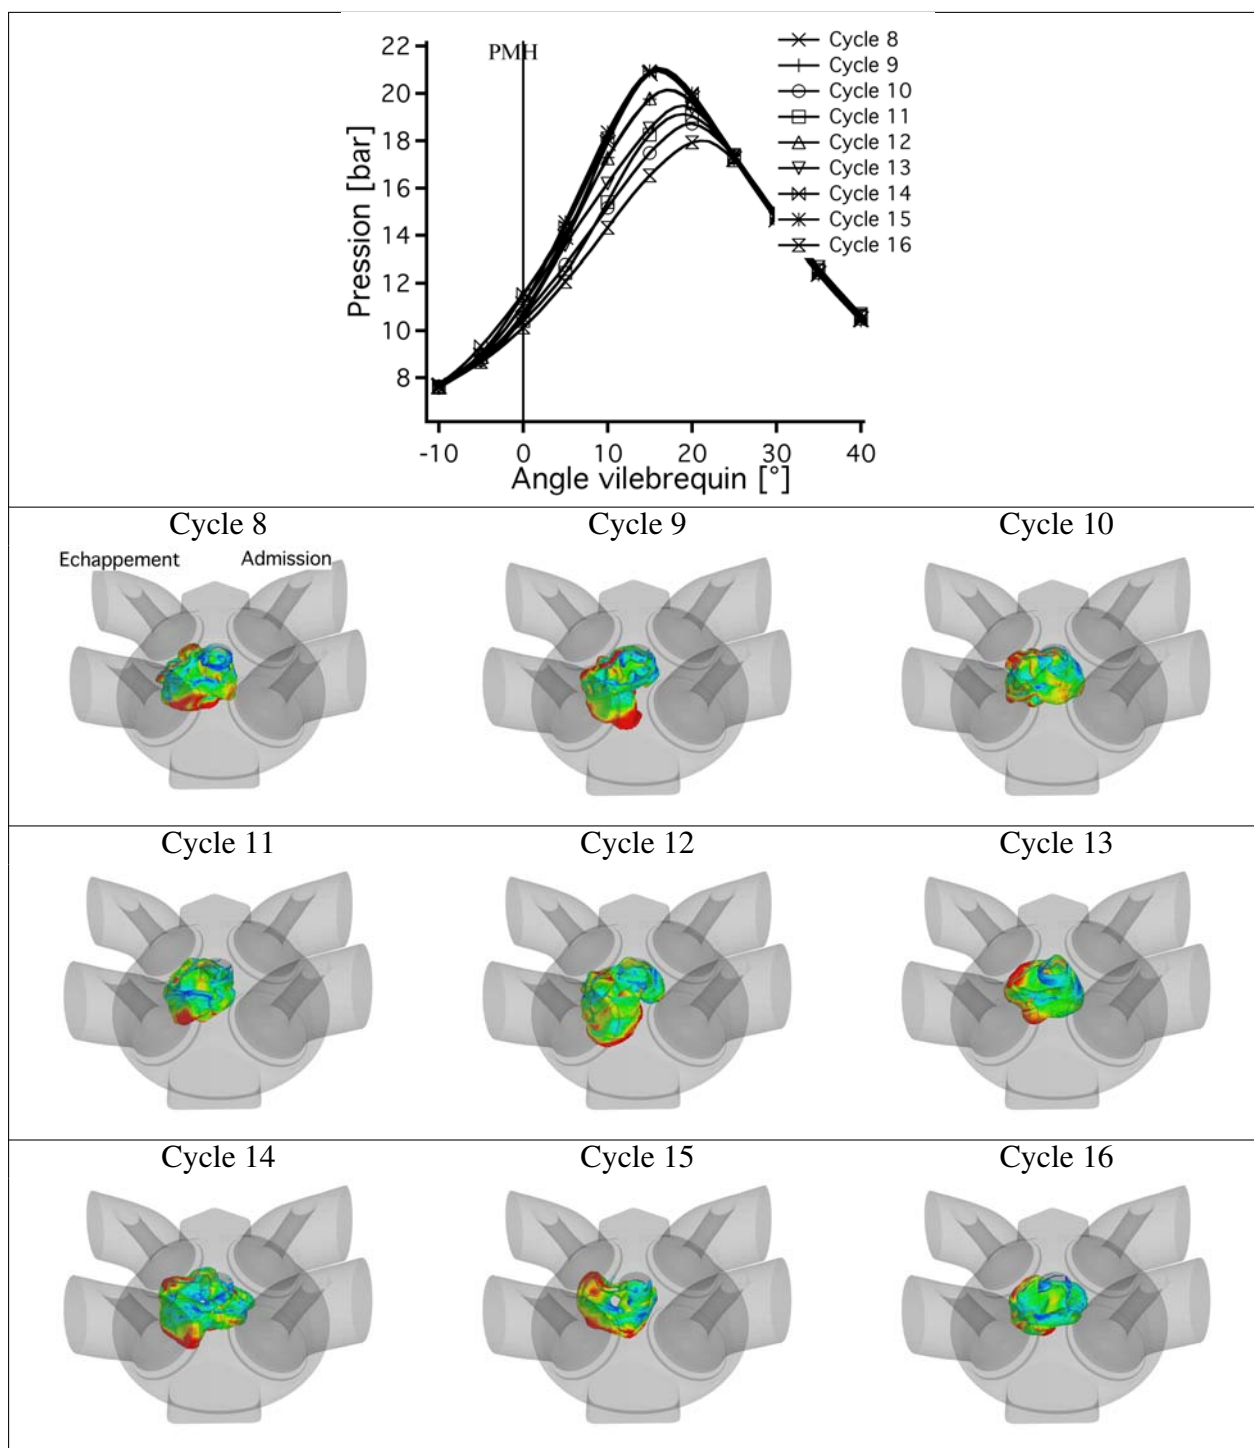 PMH
22
20
18
16
14
12
10
8
Pression [bar]
-10 0 10 20 30 40
Angle vilebrequin [°]
Cycle 8
Cycle 9
Cycle 10
Cycle 11
Cycle 12
Cycle 13
Cycle 14
Cycle 15
Cycle 16
Cycle 8 Cycle 9 Cycle 10
Echappement Admission
Cycle 11 Cycle 12 Cycle 13
Cycle 14 Cycle 15 Cycle 16